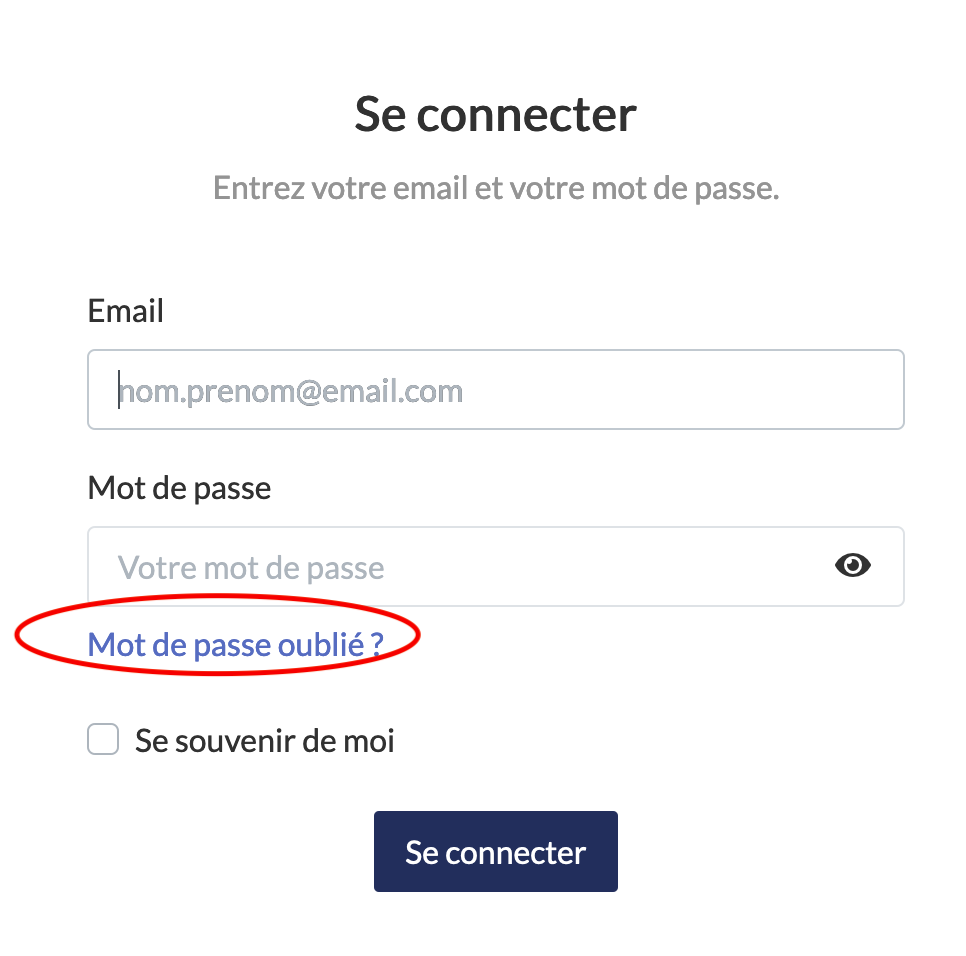 Se connecter
Entrez votre email et votre mot de passe.
Email
nom.prenom@email.com
Mot de passe
Votre mot de passe
Mot de passe oublié ?
Se souvenir de moi
Se connecter